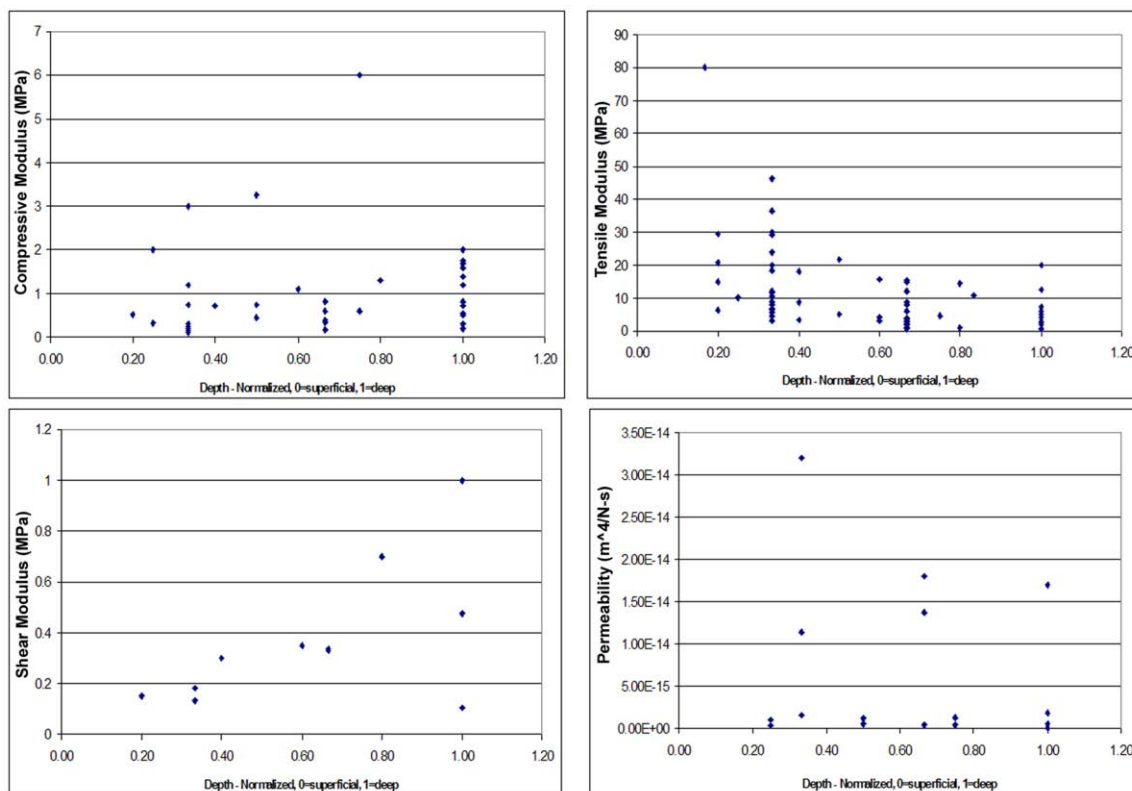 Compressive Modulus (MPa)
7
6
5
4
3
2
1
0
0.00 0.20 0.40 0.60 0.80 1.00 1.20
Depth - Normalized, 0=superficial, 1=deep
Tensile Modulus (MPa)
90
80
70
60
50
40
30
20
10
0
0.00 0.20 0.40 0.60 0.80 1.00 1.20
Depth - Normalized, 0=superficial, 1=deep
Shear Modulus (MPa)
1.2
1
0.8
0.6
0.4
0.2
0
0.00 0.20 0.40 0.60 0.80 1.00 1.20
Depth - Normalized, 0=superficial, 1=deep
Permeability (m^4/N-s)
3.50E-14
3.00E-14
2.50E-14
2.00E-14
1.50E-14
1.00E-14
5.00E-15
0.00E+00
0.00 0.20 0.40 0.60 0.80 1.00 1.20
Depth - Normalized, 0=superficial, 1=deep